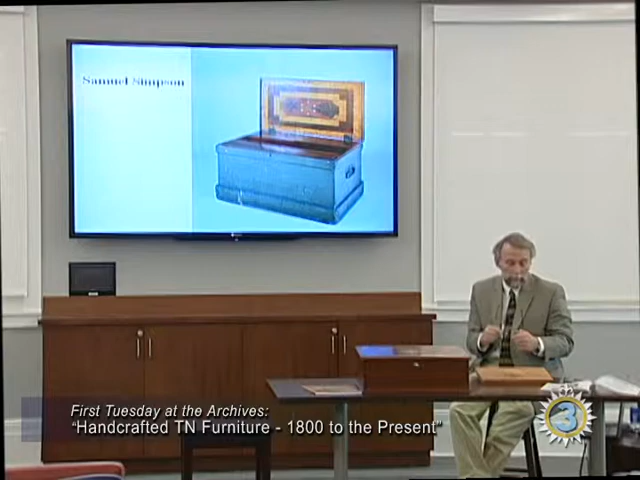 Samuel Simpson
First Tuesday at the Archives:
"Handcrafted TN Furniture - 1800 to the Present"
3